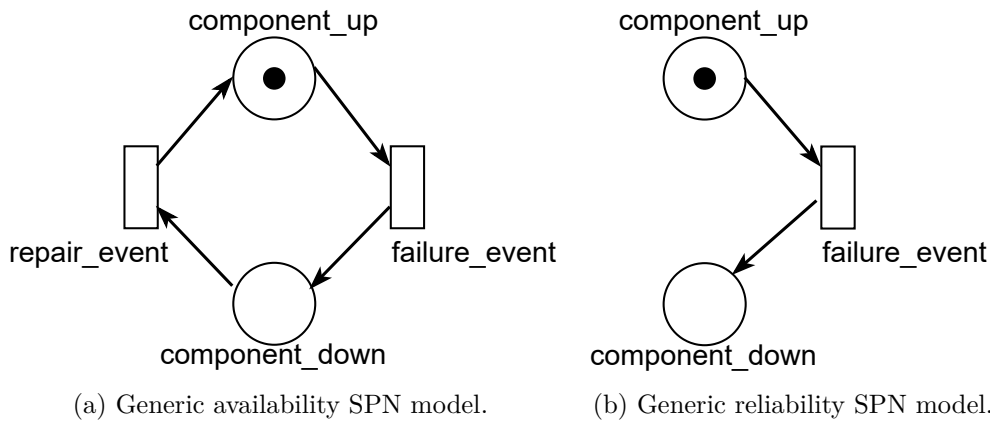 component_up
repair_event
failure_event
component_down
(a) Generic availability SPN model.
component_up
failure_event
component_down
(b) Generic reliability SPN model.